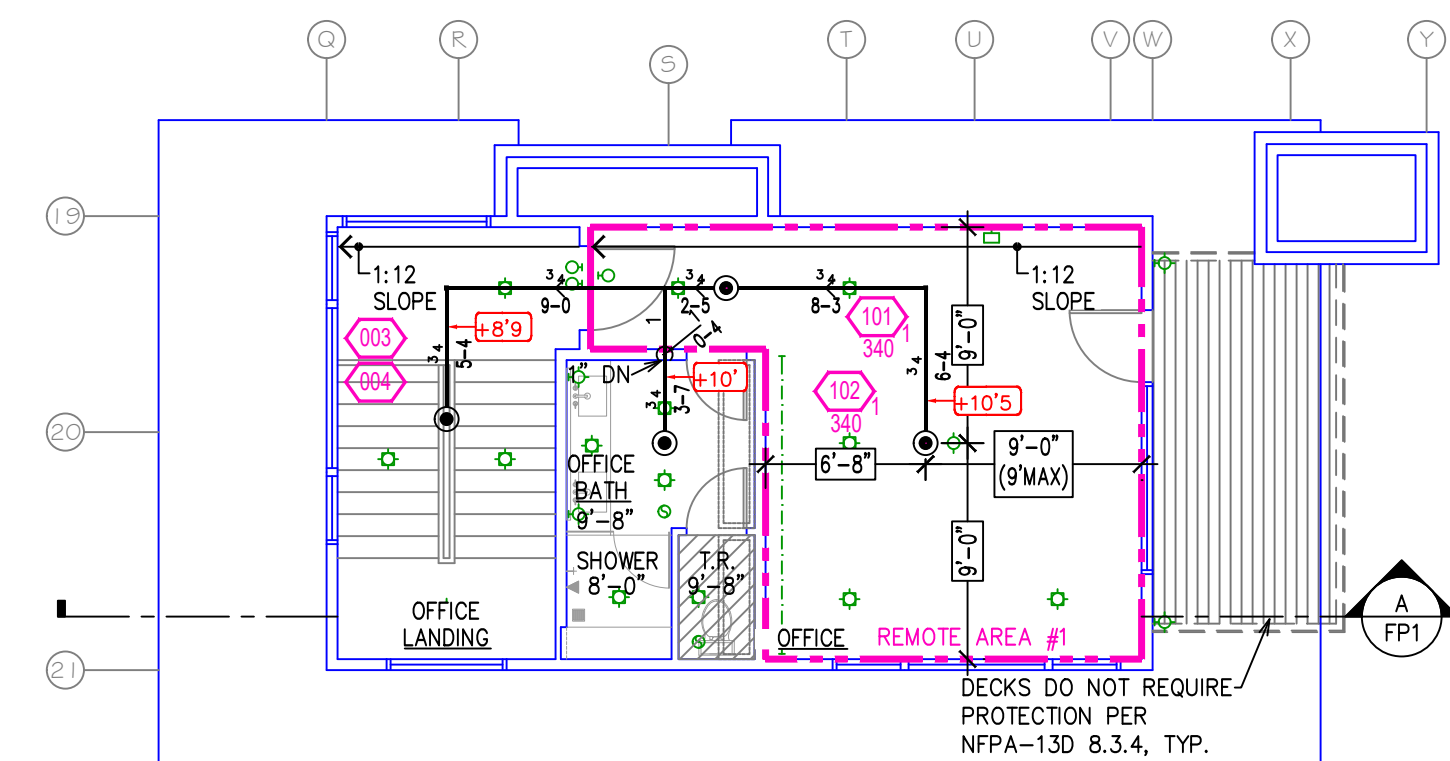 Q
R
S
T
U
V
W
X
Y
19
20
21
1:12
SLOPE
1:12
SLOPE
3 4
9-0
3 4
2-5
3 4
8-3
+8'9
3 4
5-4
003
004
1
1
0-4
1" DN
+10'
3 4
3-7
101
1
340
102
1
340
3 4
6-4
9'-0"
+10'5
6'-8"
9'-0"
(9'MAX)
9'-0"
OFFICE
BATH
9'-8"
SHOWER
8'-0"
T.R.
9'-8"
OFFICE
LANDING
OFFICE
REMOTE AREA #1
A
FP1
DECKS DO NOT REQUIRE
PROTECTION PER
NFPA-13D 8.3.4, TYP.